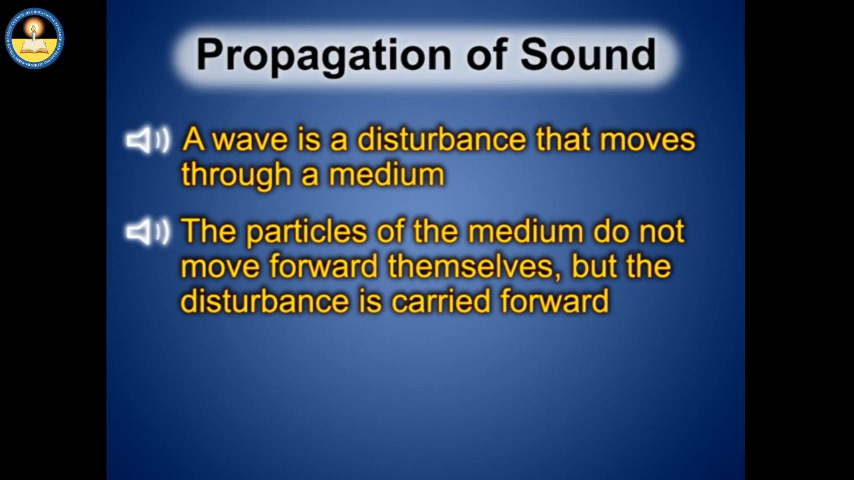 Propagation of Sound
A wave is a disturbance that moves
through a medium
The particles of the medium do not
move forward themselves, but the
disturbance is carried forward